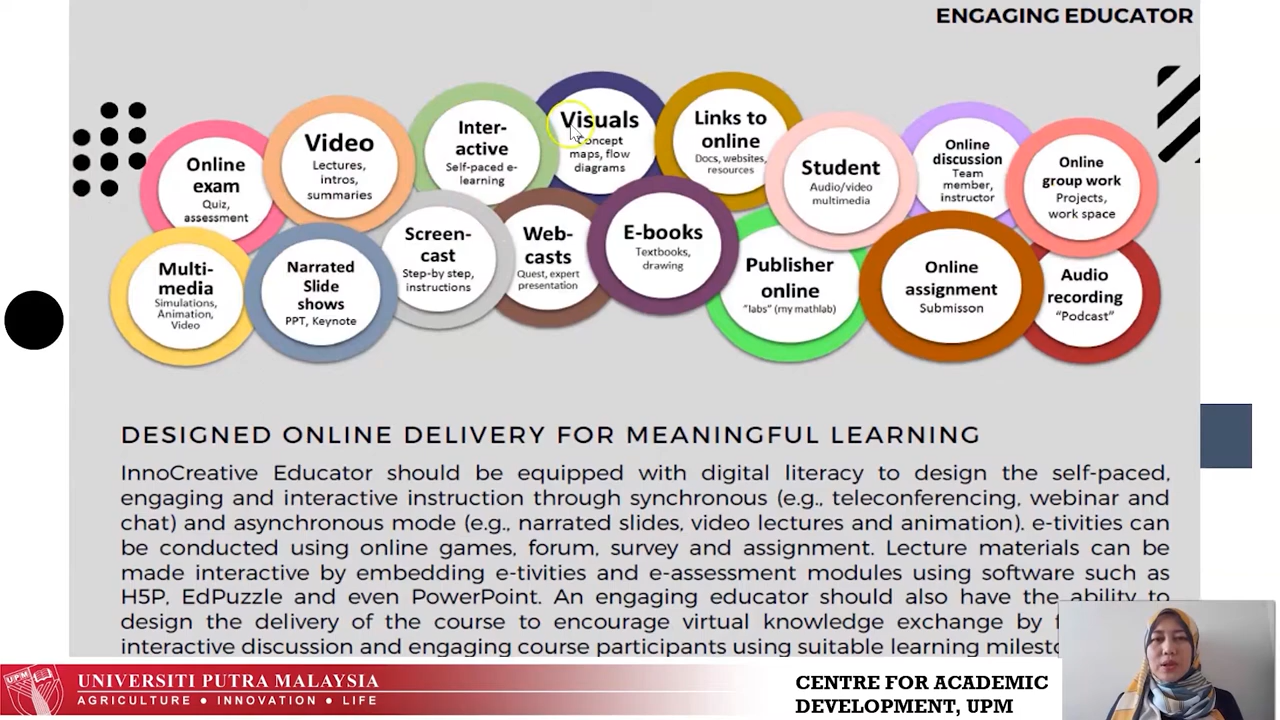 ENGAGING EDUCATOR
Online
exam
Quiz,
assessment
Video
Lectures,
intros,
summaries
Inter-
active
Self-paced e-
learning
Visuals
Concept
maps, flow
diagrams
Links to
online
Docs, websites,
resources
Student
Audio/video
multimedia
Online
discussion
Team
member,
instructor
Online
group work
Projects,
work space
Multi-
media
Simulations,
Animation,
Video
Narrated
Slide
shows
PPT, Keynote
Screen-
cast
Step-by step,
instructions
Web-
casts
Quest, expert
presentation
E-books
Textbooks,
drawing
Publisher
online
"labs" (my mathlab)
Online
assignment
Submisson
Audio
recording
"Podcast"
DESIGNED ONLINE DELIVERY FOR MEANINGFUL LEARNING
InnoCreative Educator should be equipped with digital literacy to design the self-paced,
engaging and interactive instruction through synchronous (e.g., teleconferencing, webinar and
chat) and asynchronous mode (e.g., narrated slides, video lectures and animation). e-tivities can
be conducted using online games, forum, survey and assignment. Lecture materials can be
made interactive by embedding e-tivities and e-assessment modules using software such as
H5P, EdPuzzle and even PowerPoint. An engaging educator should also have the ability to
design the delivery of the course to encourage virtual knowledge exchange by
interactive discussion and engaging course participants using suitable learning
UPM
UNIVERSITI PUTRA MALAYSIA
AGRICULTURE • INNOVATION • LIFE
CENTRE FOR ACADEMIC
DEVELOPMENT, UPM